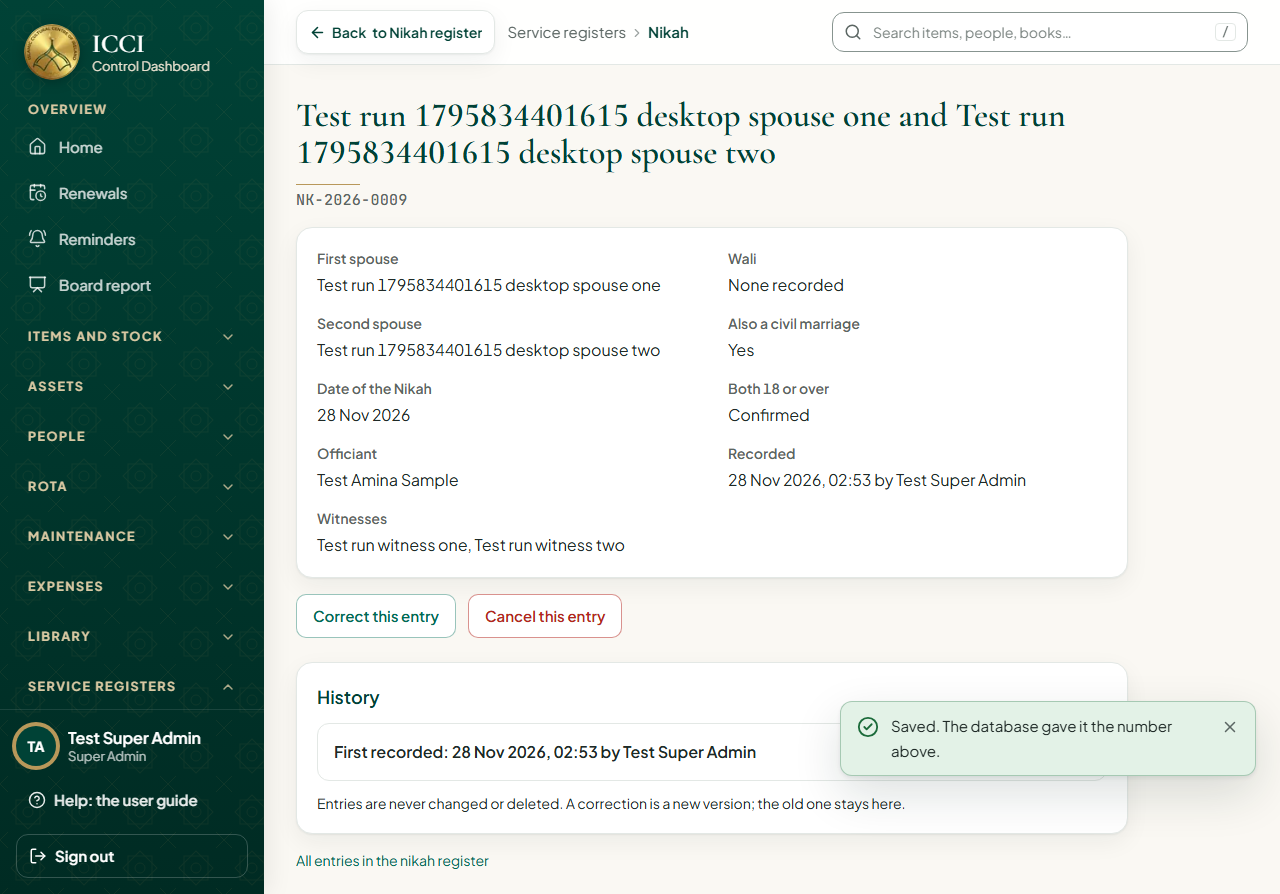 ICCI
Control Dashboard
OVERVIEW
Home
Renewals
Reminders
Board report
ITEMS AND STOCK
ASSETS
PEOPLE
ROTA
MAINTENANCE
EXPENSES
LIBRARY
SERVICE REGISTERS
TA
Test Super Admin
Super Admin
Help: the user guide
Sign out
Back to Nikah register
Service registers > Nikah
Search items, people, books…
/
Test run 1795834401615 desktop spouse one and Test run
1795834401615 desktop spouse two
NK-2026-0009
First spouse
Test run 1795834401615 desktop spouse one
Second spouse
Test run 1795834401615 desktop spouse two
Date of the Nikah
28 Nov 2026
Officiant
Test Amina Sample
Witnesses
Test run witness one, Test run witness two
Wali
None recorded
Also a civil marriage
Yes
Both 18 or over
Confirmed
Recorded
28 Nov 2026, 02:53 by Test Super Admin
Correct this entry
Cancel this entry
History
First recorded: 28 Nov 2026, 02:53 by Test Super Admin
Entries are never changed or deleted. A correction is a new version; the old one stays here.
Saved. The database gave it the number
above.
All entries in the nikah register